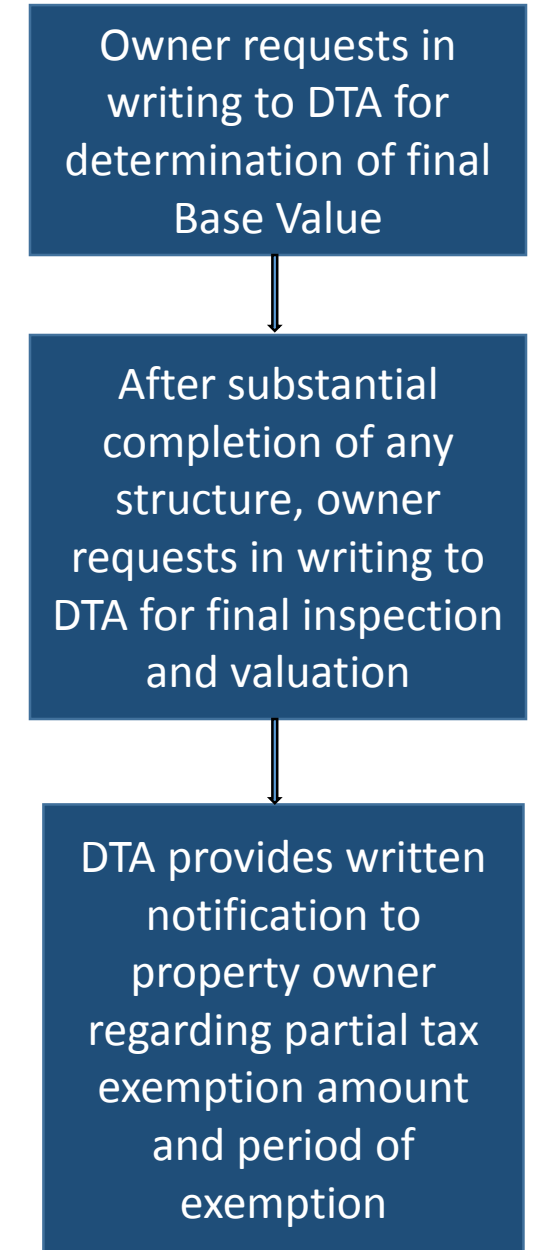 Owner requests in
writing to DTA for
determination of final
Base Value
After substantial
completion of any
structure, owner
requests in writing to
DTA for final inspection
and valuation
DTA provides written
notification to
property owner
regarding partial tax
exemption amount
and period of
exemption